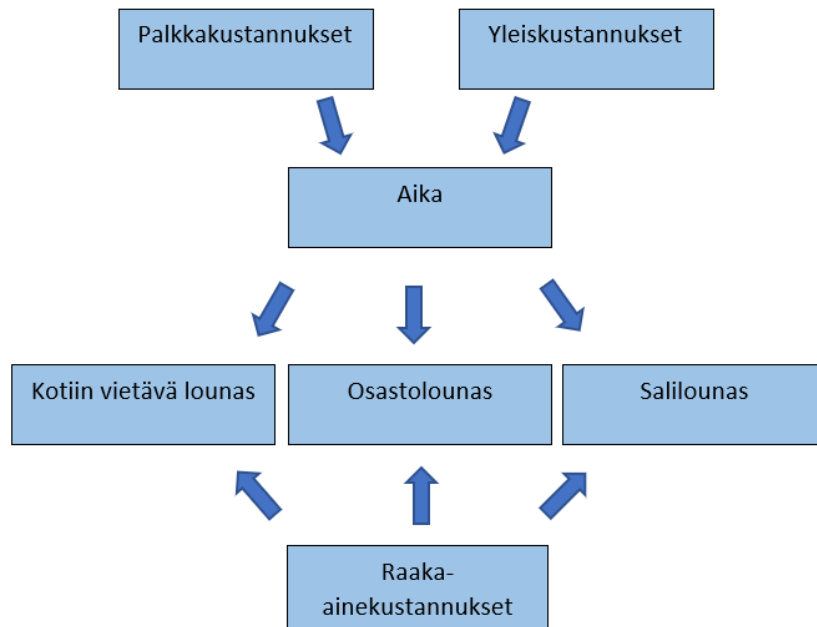 Palkkakustannukset
Yleiskustannukset
Aika
Kotiin vietävä lounas
Osastolounas
Salilounas
Raaka-
ainekustannukset